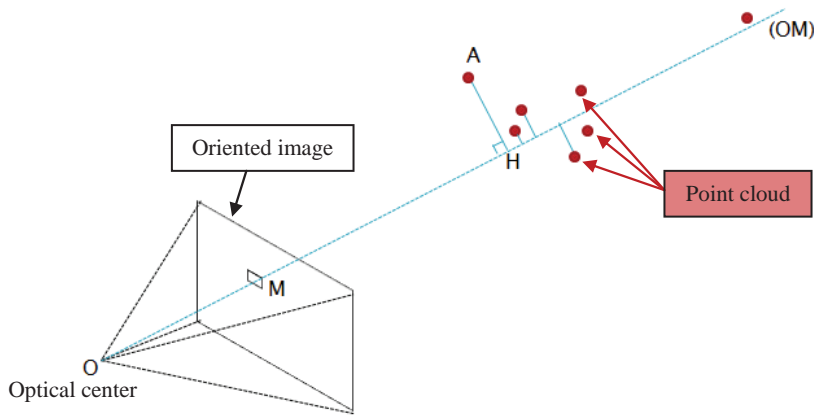 (OM)
A
Oriented image
H
Point cloud
M
O
Optical center